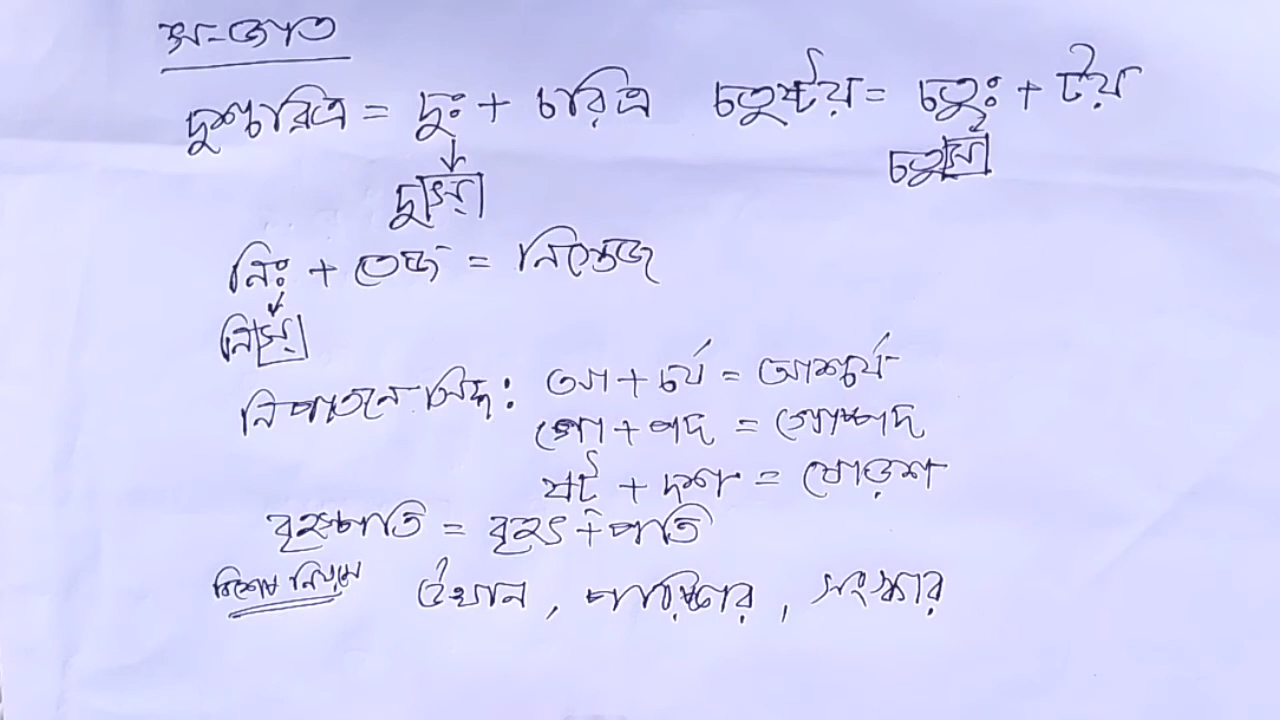 স-জাত
দুশ্চরিত্র = দুঃ + চরিত্র চতুষ্টয় = চতুঃ + টয়
দুস্ চতুস্
নিঃ + তেজ = নিস্তেজ
নিস্
নিপাতনে সিদ্ধ : আ + চর্য = আশ্চর্য
গো + পদ = গোষ্পদ
ষট + দশ = ষোড়শ
বৃহস্পতি = বৃহৎ + পতি
বিশেষ নিয়মে উত্থান , পরিষ্কার , সংস্কার